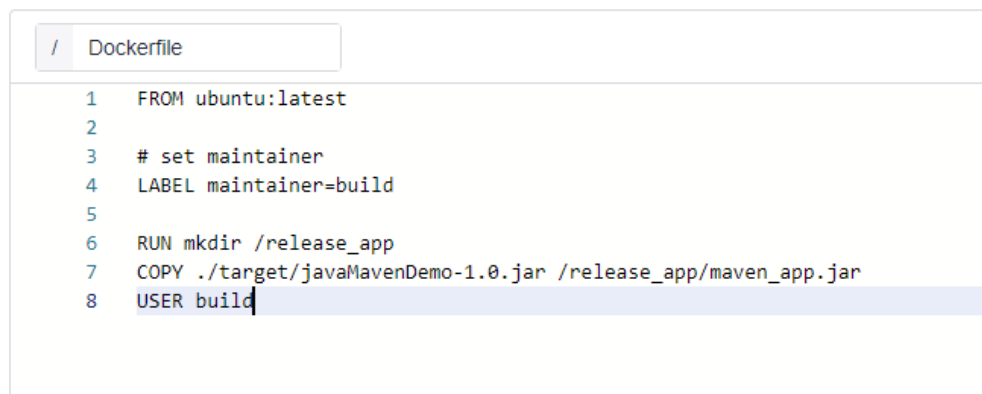 / Dockerfile
1 FROM ubuntu:latest
2
3 # set maintainer
4 LABEL maintainer=build
5
6 RUN mkdir /release_app
7 COPY ./target/javaMavenDemo-1.0.jar /release_app/maven_app.jar
8 USER build